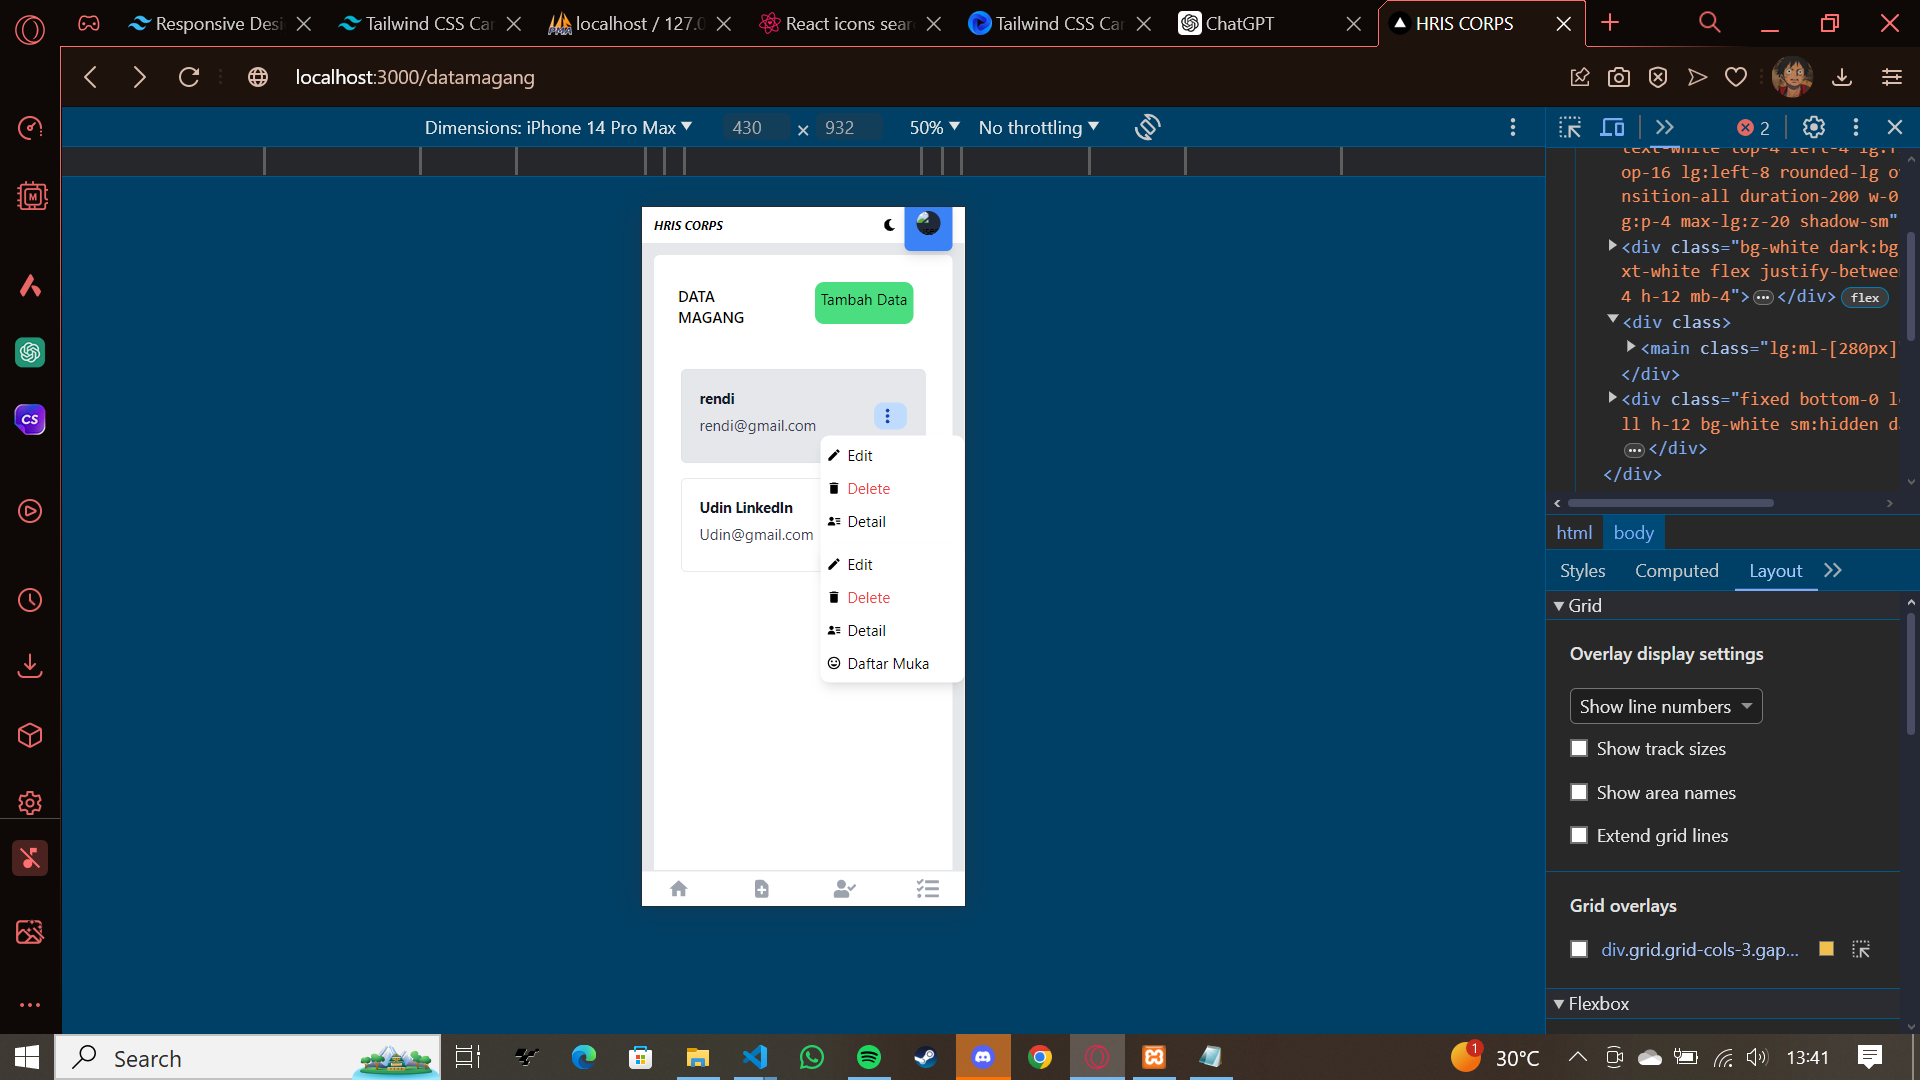 Responsive Desi
Tailwind CSS Car
localhost / 127.0
React icons sear
Tailwind CSS Car
ChatGPT
HRIS CORPS
localhost:3000/datamagang
Dimensions: iPhone 14 Pro Max
430
×
932
50%
No throttling
2
text-white top-4 left-4 lg:
op-16 lg:left-8 rounded-lg o
nsition-all duration-200 w-0
g:p-4 max-lg:z-20 shadow-sm"
<div class="bg-white dark:bg
xt-white flex justify-betwee
4 h-12 mb-4"> ••• </div> flex
<div class>
<main class="lg:ml-[280px]
</div>
<div class="fixed bottom-0 l
ll h-12 bg-white sm:hidden d
••• </div>
</div>
html
body
Styles
Computed
Layout
Grid
Overlay display settings
Show line numbers
Show track sizes
Show area names
Extend grid lines
Grid overlays
div.grid.grid-cols-3.gap...
Flexbox
HRIS CORPS
DATA
MAGANG
Tambah Data
rendi
rendi@gmail.com
Edit
Delete
Detail
Udin LinkedIn
Udin@gmail.com
Edit
Delete
Detail
Daftar Muka
M
CS
Search
1
30°C
13:41